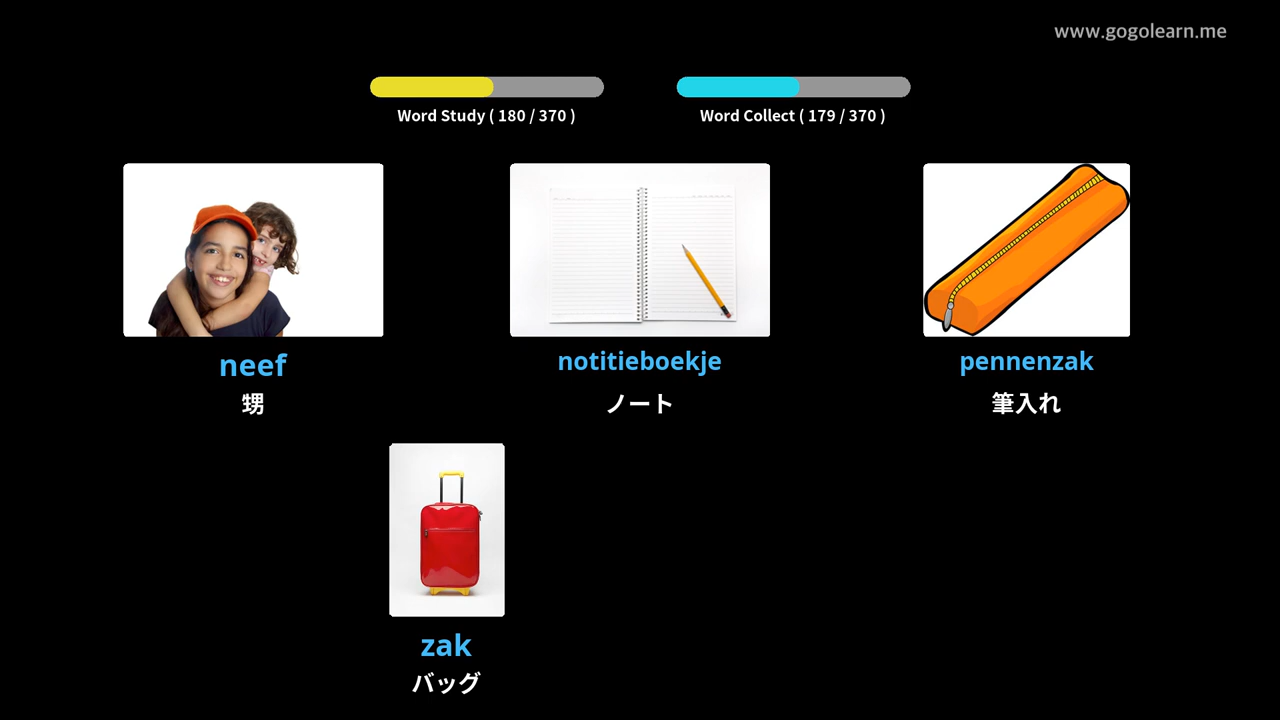 www.gogolearn.me
Word Study ( 180 / 370 )
Word Collect ( 179 / 370 )
neef
甥
notitieboekje
ノート
pennenzak
筆入れ
zak
バッグ